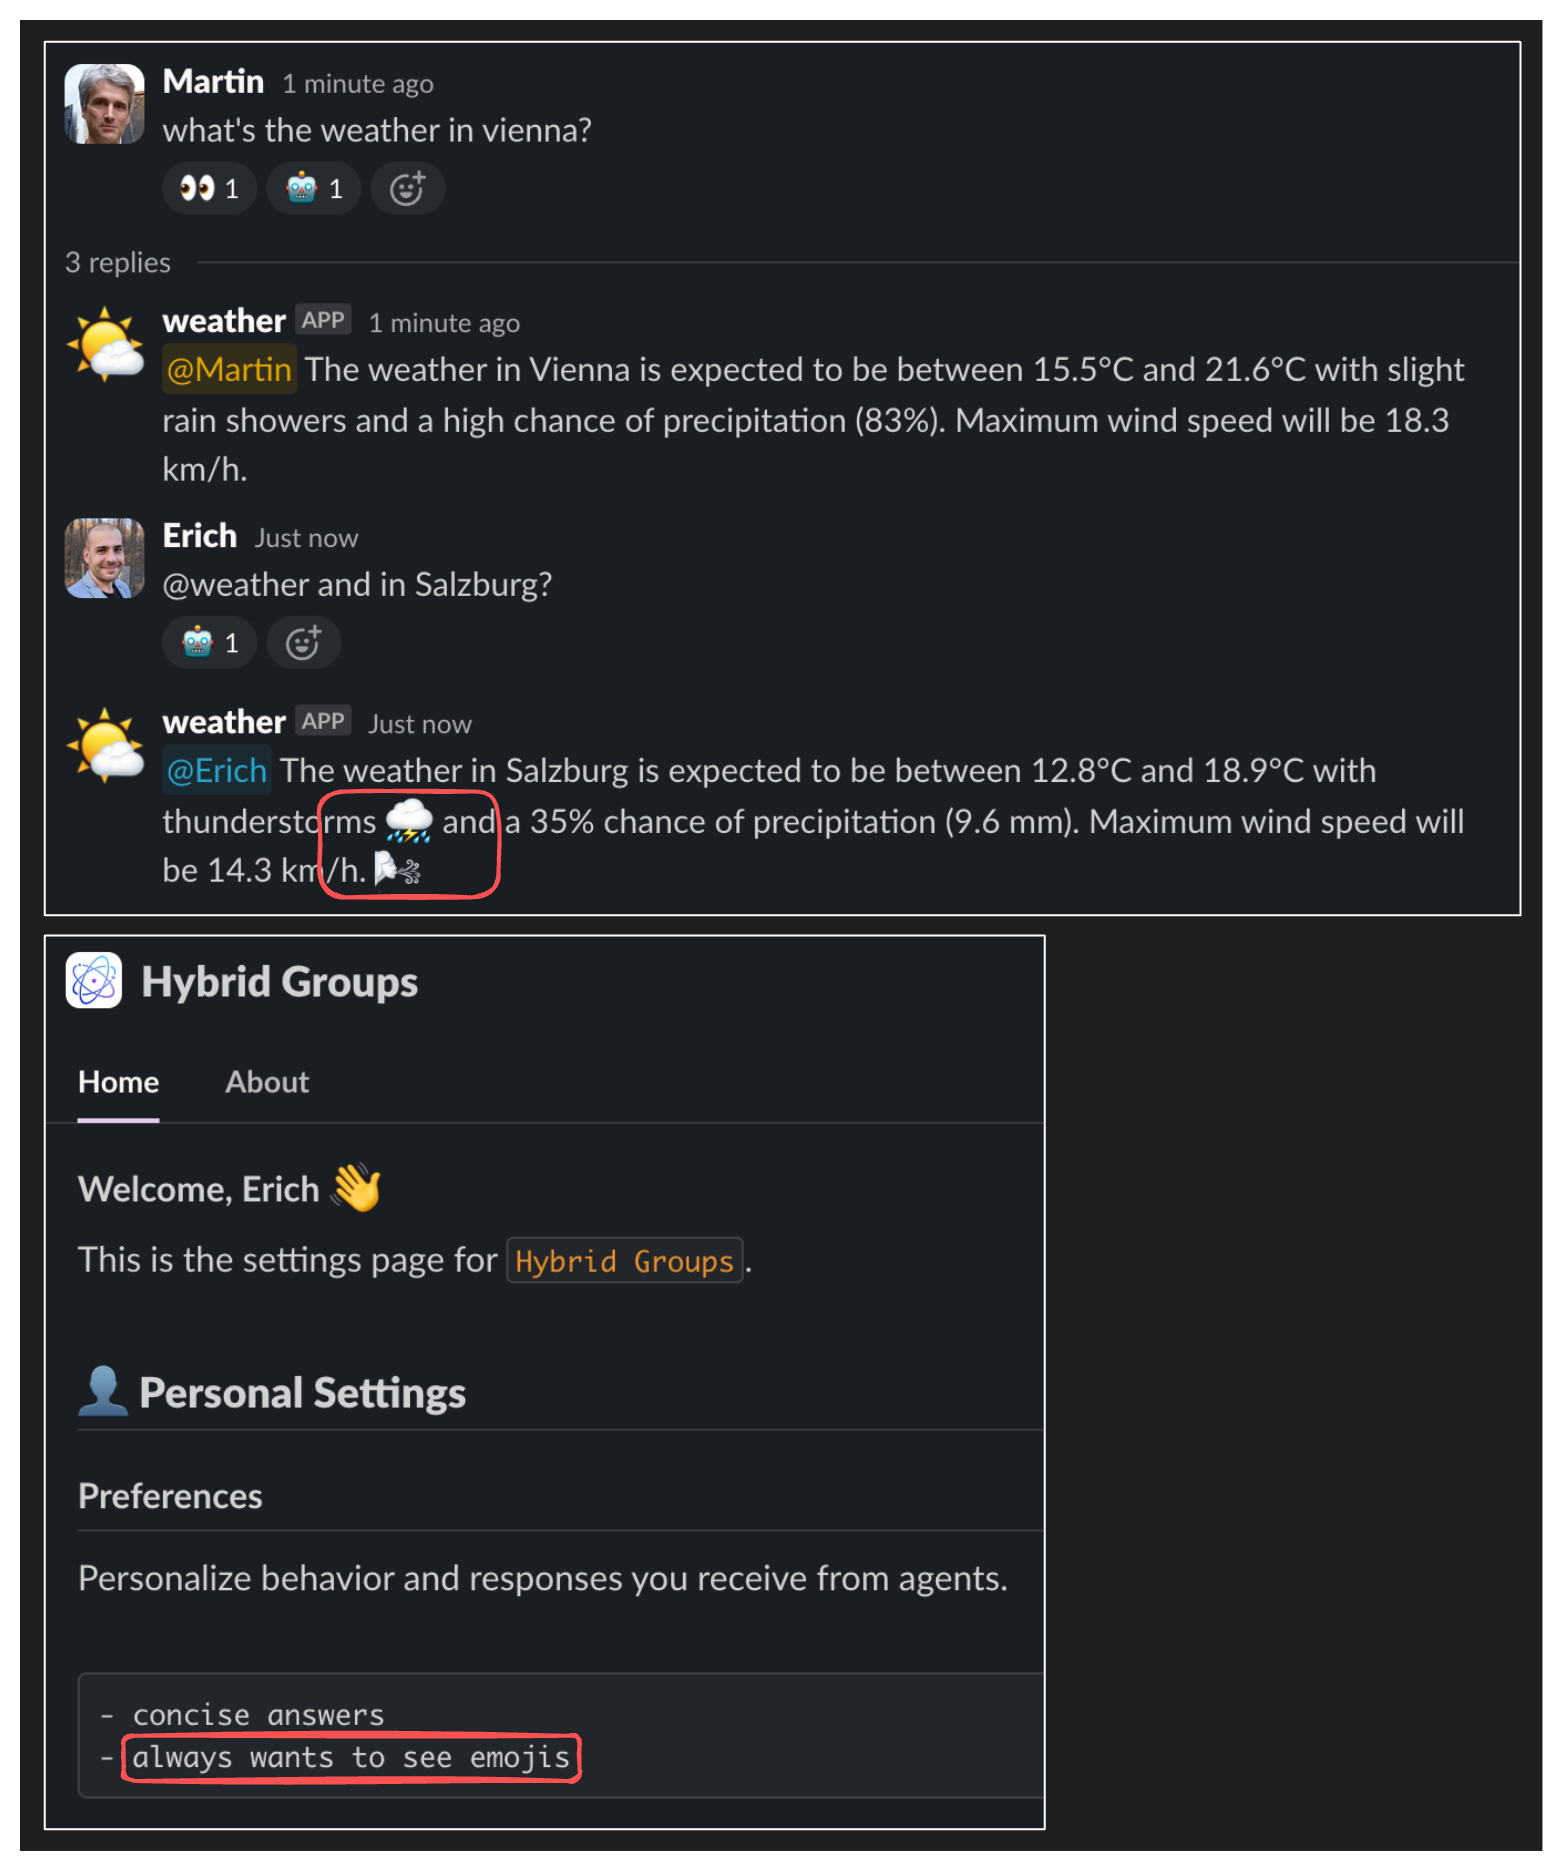 Martin 1 minute ago
what's the weather in vienna?
👀 1 🤖 1
3 replies
weather APP 1 minute ago
@Martin The weather in Vienna is expected to be between 15.5°C and 21.6°C with slight
rain showers and a high chance of precipitation (83%). Maximum wind speed will be 18.3
km/h.
Erich Just now
@weather and in Salzburg?
🤖 1
weather APP Just now
@Erich The weather in Salzburg is expected to be between 12.8°C and 18.9°C with
thunderstorms ⛈️ and a 35% chance of precipitation (9.6 mm). Maximum wind speed will
be 14.3 km/h. 🌬️
Hybrid Groups
Home About
Welcome, Erich 👋
This is the settings page for Hybrid Groups.
👤 Personal Settings
Preferences
Personalize behavior and responses you receive from agents.
- concise answers
- always wants to see emojis